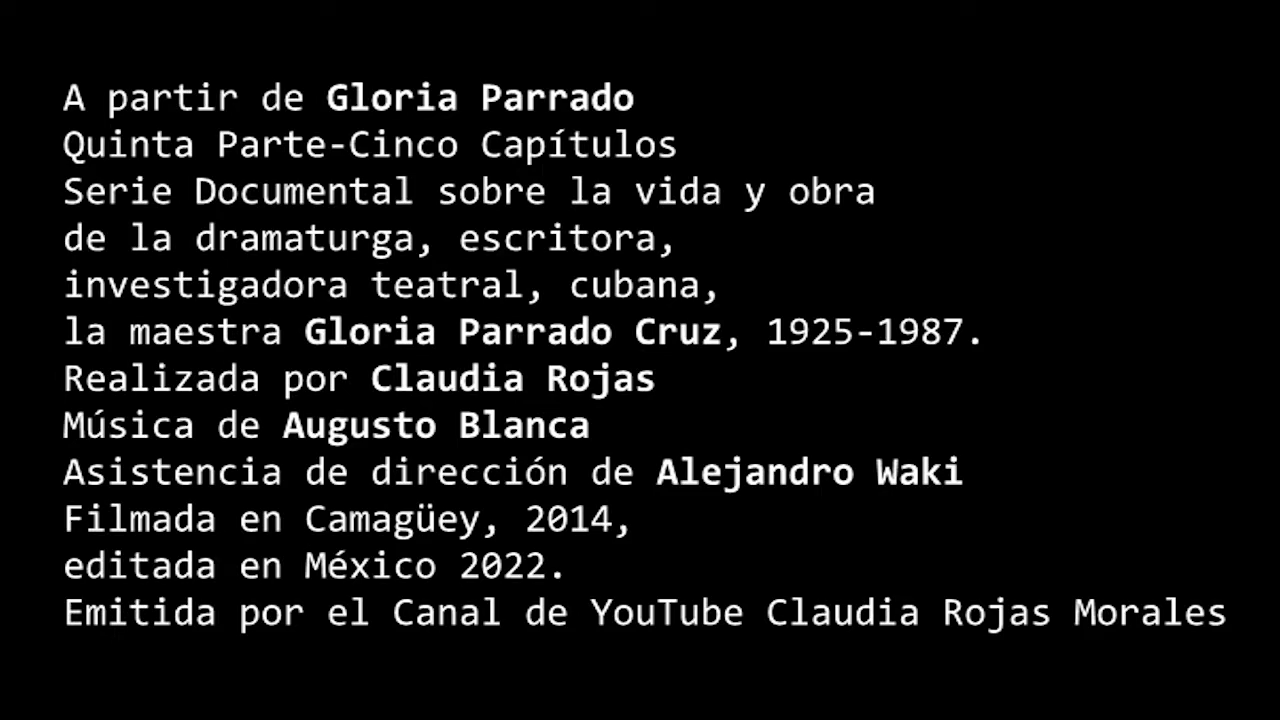 A partir de Gloria Parrado
Quinta Parte-Cinco Capítulos
Serie Documental sobre la vida y obra
de la dramaturga, escritora,
investigadora teatral, cubana,
la maestra Gloria Parrado Cruz, 1925-1987.
Realizada por Claudia Rojas
Música de Augusto Blanca
Asistencia de dirección de Alejandro Waki
Filmada en Camagüey, 2014,
editada en México 2022.
Emitida por el Canal de YouTube Claudia Rojas Morales